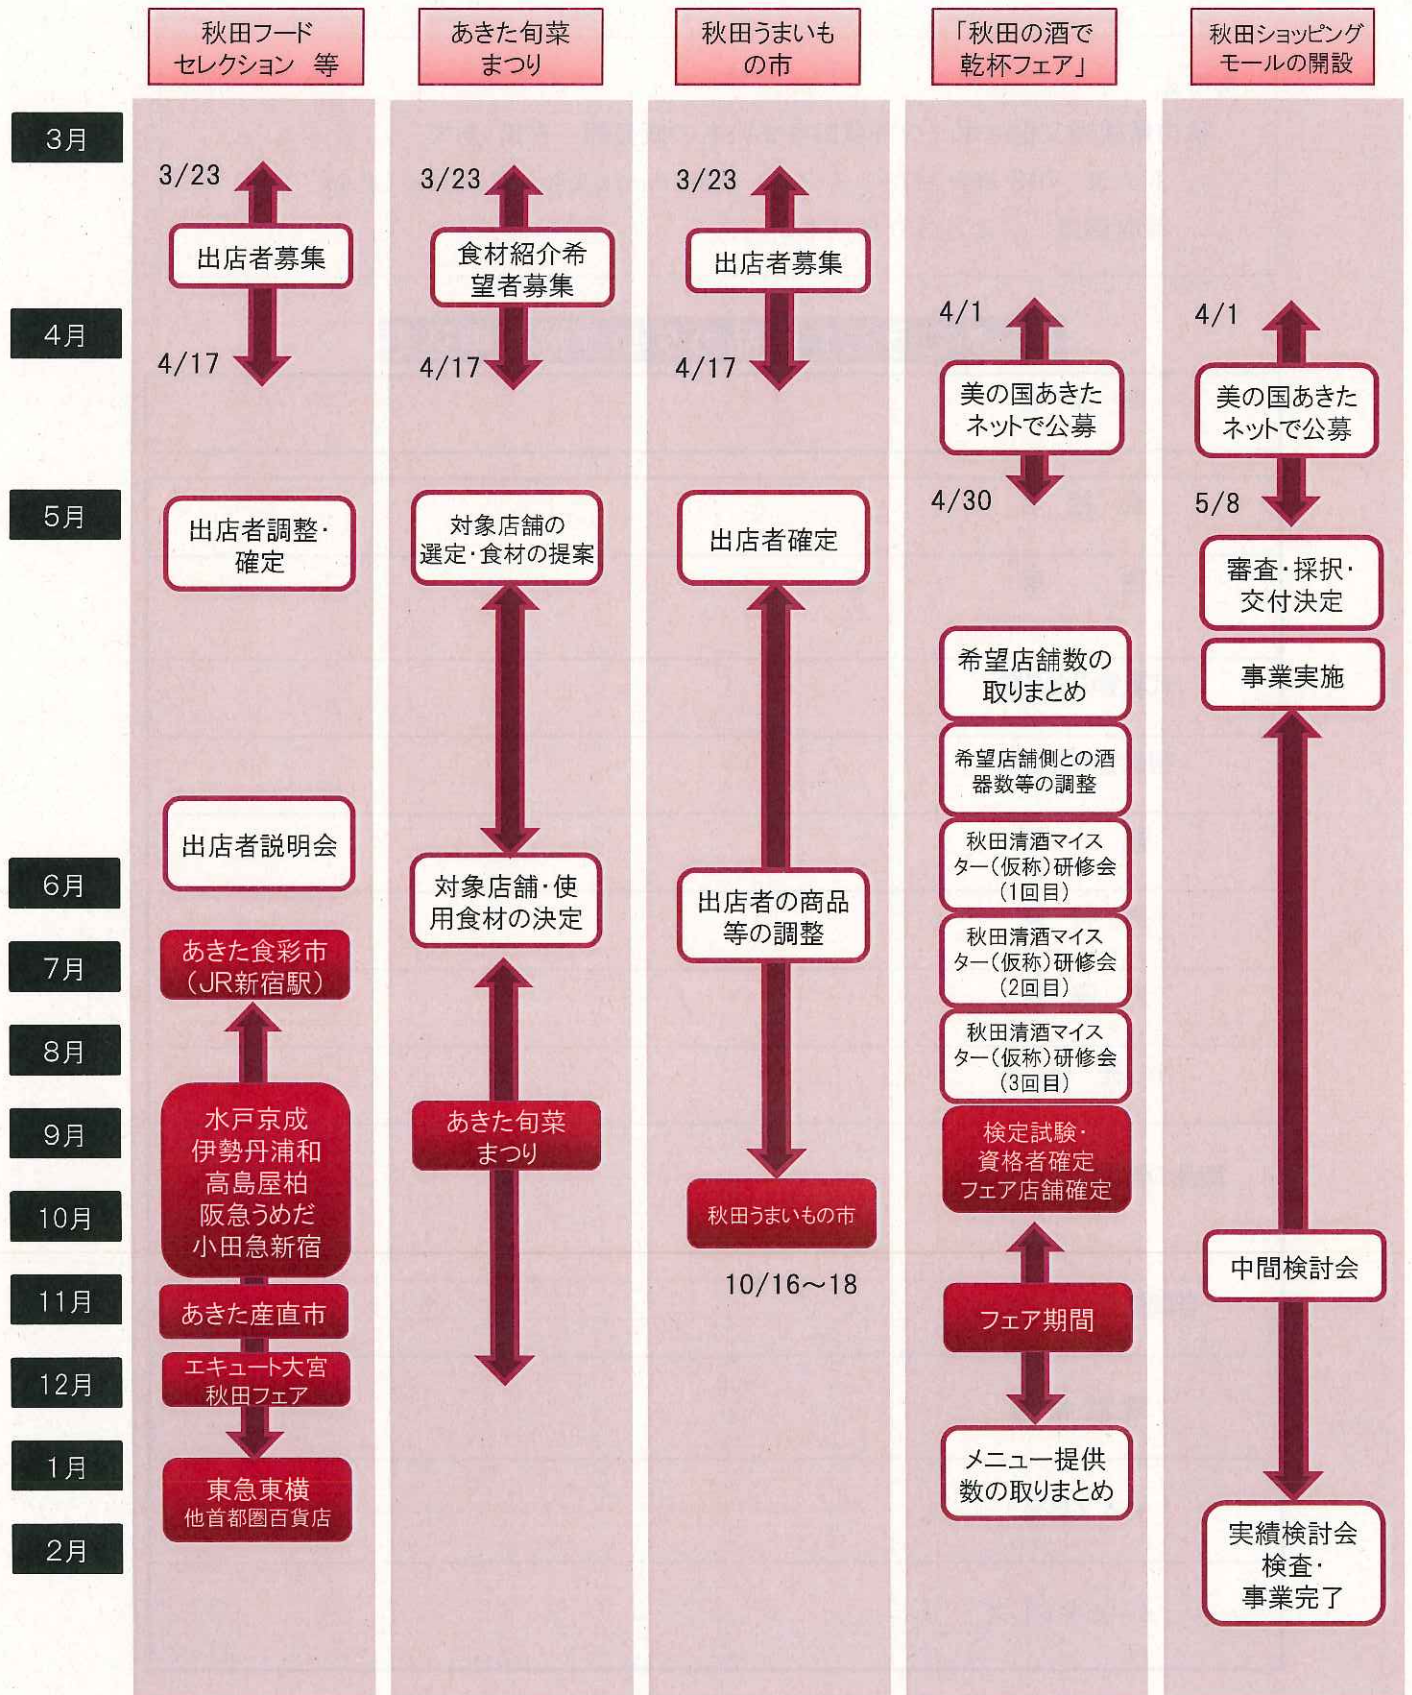 秋田フード
セレクション 等
あきた旬菜
まつり
秋田うまいも
の市
「秋田の酒で
乾杯フェア」
秋田ショッピング
モールの開設
3月
4月
5月
6月
7月
8月
9月
10月
11月
12月
1月
2月
3/23
出店者募集
4/17
出店者調整・
確定
出店者説明会
あきた食彩市
（JR新宿駅）
水戸京成
伊勢丹浦和
高島屋柏
阪急うめだ
小田急新宿
あきた産直市
エキュート大宮
秋田フェア
東急東横
他首都圏百貨店
3/23
食材紹介希
望者募集
4/17
対象店舗の
選定・食材の提案
対象店舗・使
用食材の決定
あきた旬菜
まつり
3/23
出店者募集
4/17
出店者確定
出店者の商品
等の調整
秋田うまいもの市
10/16～18
4/1
美の国あきた
ネットで公募
4/30
希望店舗数の
取りまとめ
希望店舗側との酒
器数等の調整
秋田清酒マイス
ター（仮称）研修会
（1回目）
秋田清酒マイス
ター（仮称）研修会
（2回目）
秋田清酒マイス
ター（仮称）研修会
（3回目）
検定試験・
資格者確定
フェア店舗確定
フェア期間
メニュー提供
数の取りまとめ
4/1
美の国あきた
ネットで公募
5/8
審査・採択・
交付決定
事業実施
中間検討会
実績検討会
検査・
事業完了